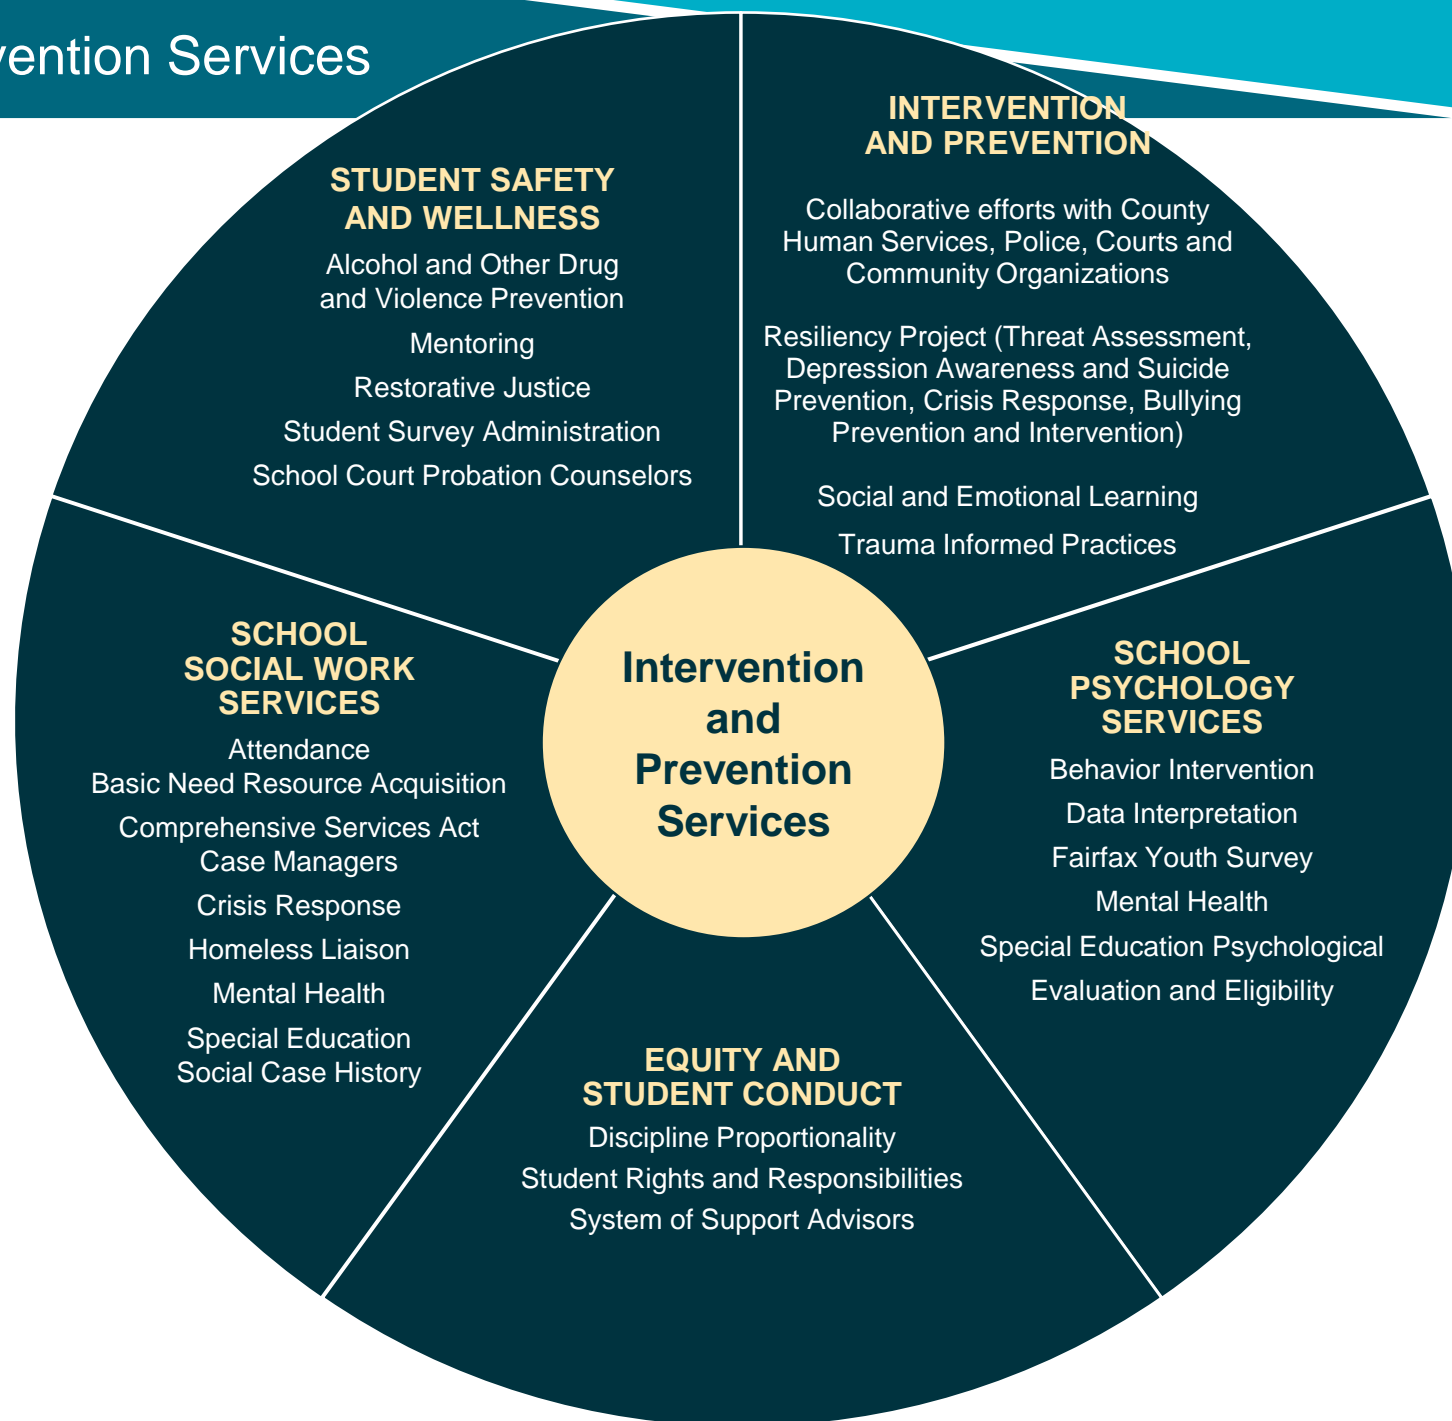 vention Services
INTERVENTION
AND PREVENTION
Collaborative efforts with County
Human Services, Police, Courts and
Community Organizations
Resiliency Project (Threat Assessment,
Depression Awareness and Suicide
Prevention, Crisis Response, Bullying
Prevention and Intervention)
Social and Emotional Learning
Trauma Informed Practices
STUDENT SAFETY
AND WELLNESS
Alcohol and Other Drug
and Violence Prevention
Mentoring
Restorative Justice
Student Survey Administration
School Court Probation Counselors
Intervention
and
Prevention
Services
SCHOOL
SOCIAL WORK
SERVICES
Attendance
Basic Need Resource Acquisition
Comprehensive Services Act
Case Managers
Crisis Response
Homeless Liaison
Mental Health
Special Education
Social Case History
SCHOOL
PSYCHOLOGY
SERVICES
Behavior Intervention
Data Interpretation
Fairfax Youth Survey
Mental Health
Special Education Psychological
Evaluation and Eligibility
EQUITY AND
STUDENT CONDUCT
Discipline Proportionality
Student Rights and Responsibilities
System of Support Advisors